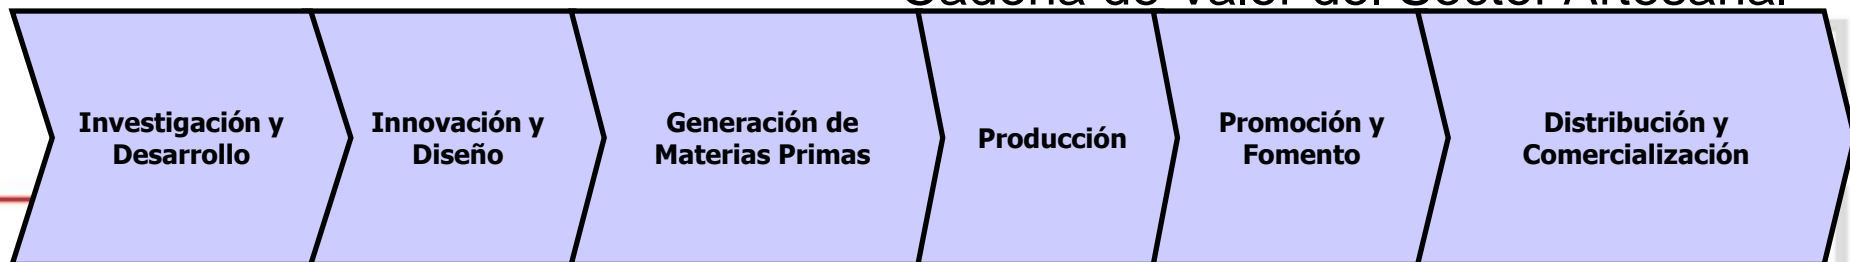 Cadena de Valor del Sector Artesanal
Investigación y
Desarrollo
Innovación y
Diseño
Generación de
Materias Primas
Producción
Promoción y
Fomento
Distribución y
Comercialización